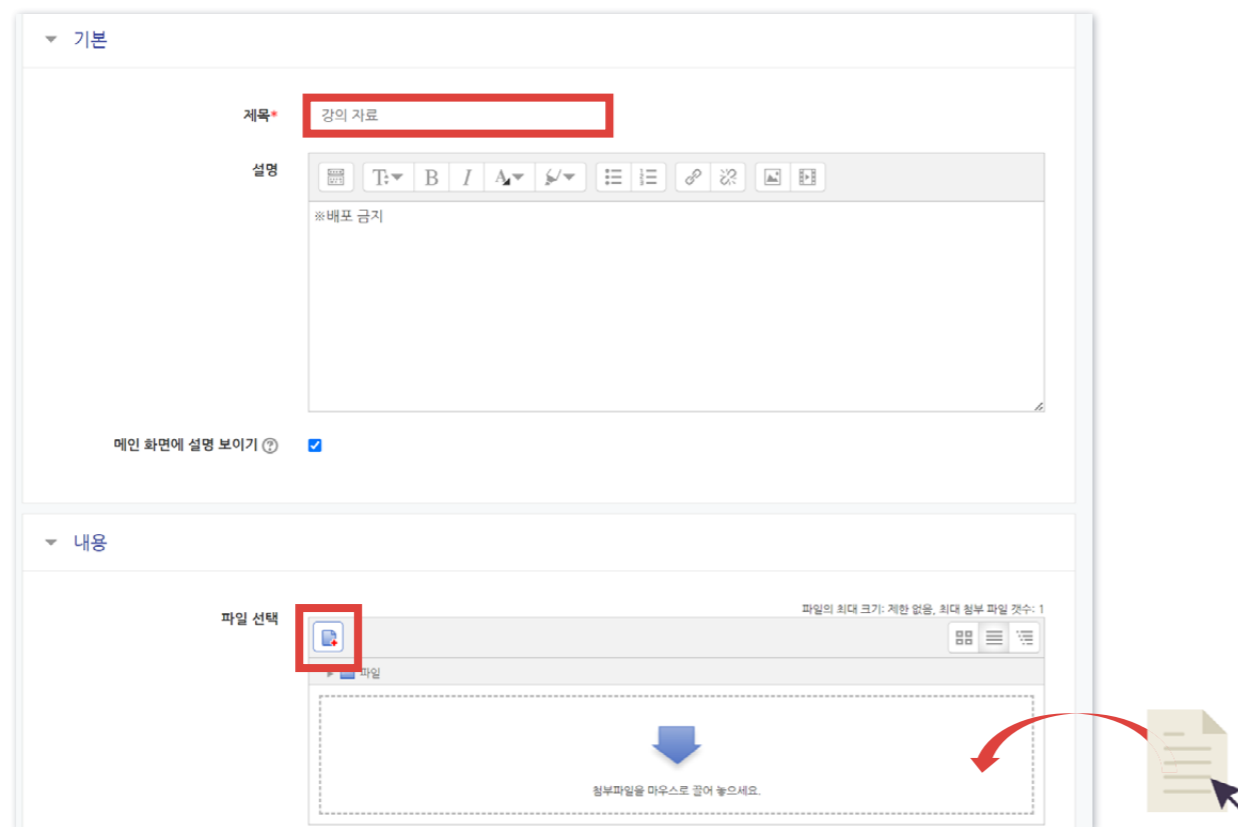 기본
제목*
강의 자료
설명
※배포 금지
메인 화면에 설명 보이기
내용
파일 선택
파일의 최대 크기: 제한 없음, 최대 첨부 파일 갯수: 1
파일
첨부파일을 마우스로 끌어 놓으세요.